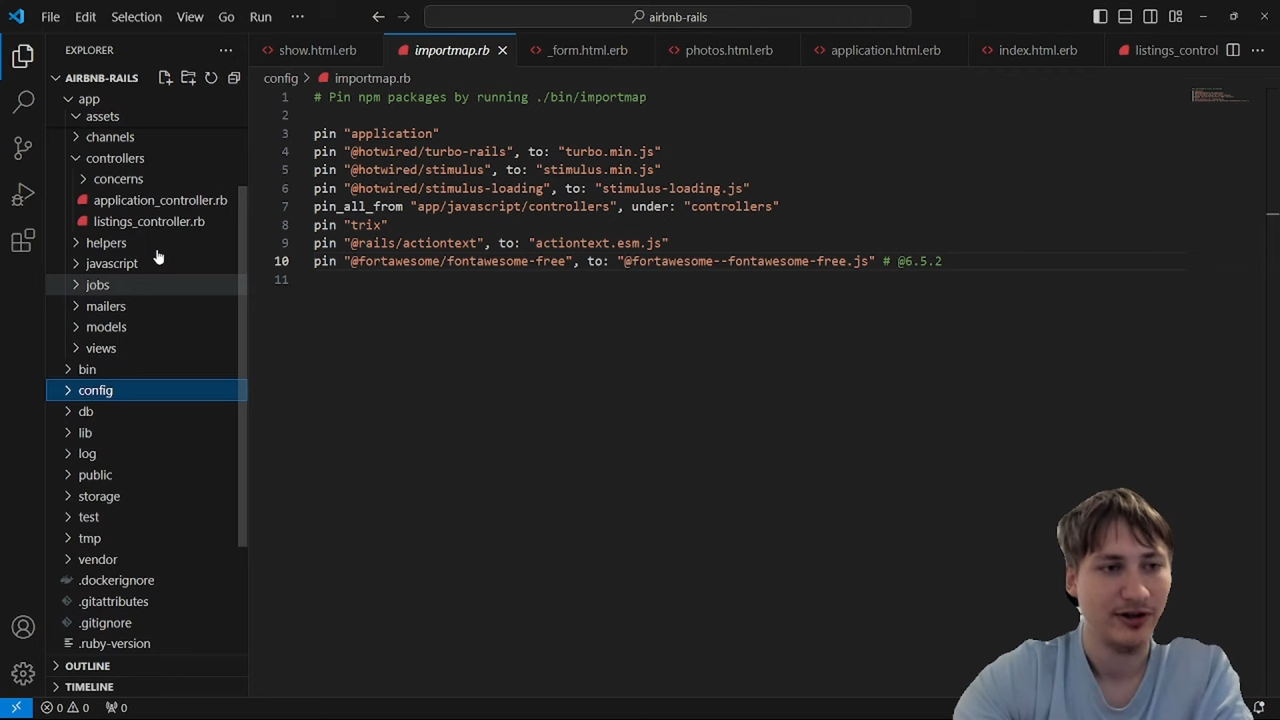 File Edit Selection View Go Run ··· airbnb-rails
EXPLORER ···
show.html.erb importmap.rb _form.html.erb photos.html.erb application.html.erb index.html.erb listings_control ···
AIRBNB-RAILS
config > importmap.rb
app
assets
channels
controllers
concerns
application_controller.rb
listings_controller.rb
helpers
javascript
jobs
mailers
models
views
bin
config
db
lib
log
public
storage
test
tmp
vendor
.dockerignore
.gitattributes
.gitignore
.ruby-version
OUTLINE
TIMELINE
1 # Pin npm packages by running ./bin/importmap
2
3 pin "application"
4 pin "@hotwired/turbo-rails", to: "turbo.min.js"
5 pin "@hotwired/stimulus", to: "stimulus.min.js"
6 pin "@hotwired/stimulus-loading", to: "stimulus-loading.js"
7 pin_all_from "app/javascript/controllers", under: "controllers"
8 pin "trix"
9 pin "@rails/actiontext", to: "actiontext.esm.js"
10 pin "@fortawesome/fontawesome-free", to: "@fortawesome--fontawesome-free.js" # @6.5.2
11
0 0 0